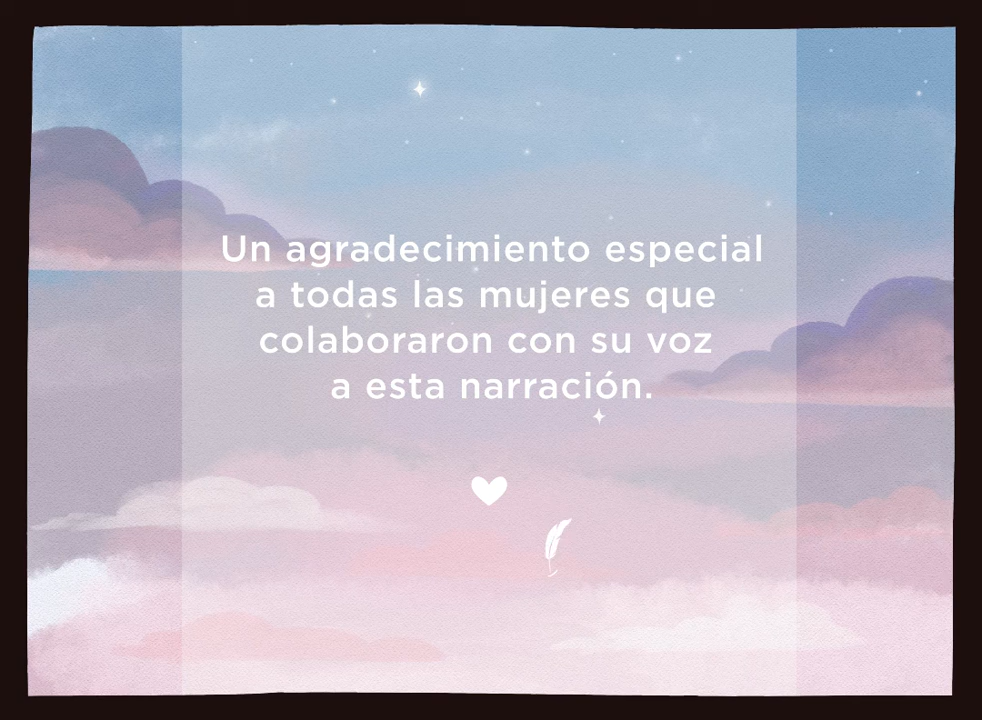 Un agradecimiento especial
a todas las mujeres que
colaboraron con su voz
a esta narración.